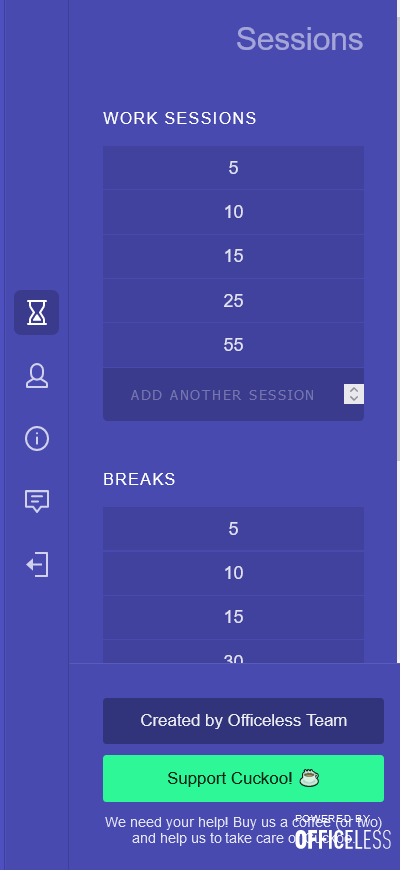 Sessions
WORK SESSIONS
5
10
15
25
55
ADD ANOTHER SESSION
BREAKS
5
10
15
30
Created by Officeless Team
Support Cuckoo! ☕
We need your help! Buy us a coffee (or two)
and help us to take care of Cuckoo.
POWERED BY
OFFICELESS